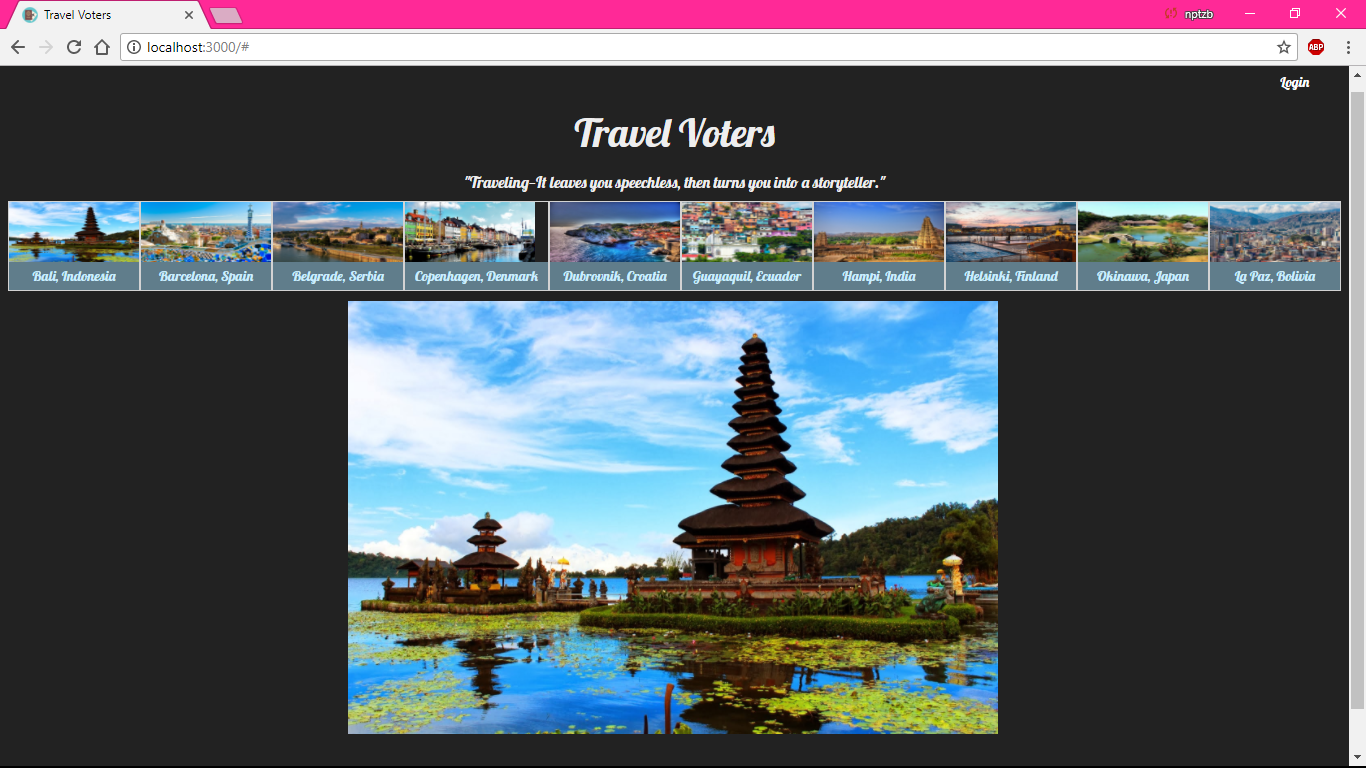 Travel Voters
nptzb
localhost:3000/#
ABP
Login
Travel Voters
"Traveling–It leaves you speechless, then turns you into a storyteller."
Bali, Indonesia
Barcelona, Spain
Belgrade, Serbia
Copenhagen, Denmark
Dubrovnik, Croatia
Guayaquil, Ecuador
Hampi, India
Helsinki, Finland
Okinawa, Japan
La Paz, Bolivia